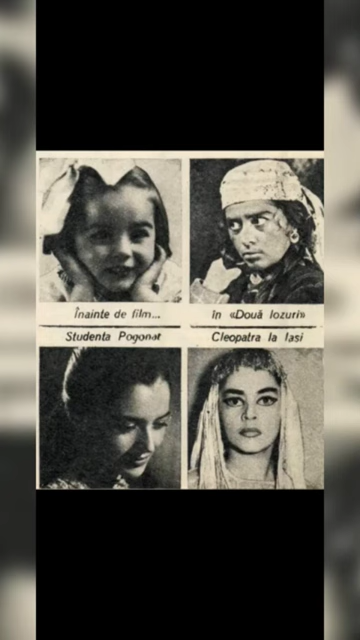 Înainte de film...
în «Două lozuri»
Studenta Pogonat
Cleopatra la Iași